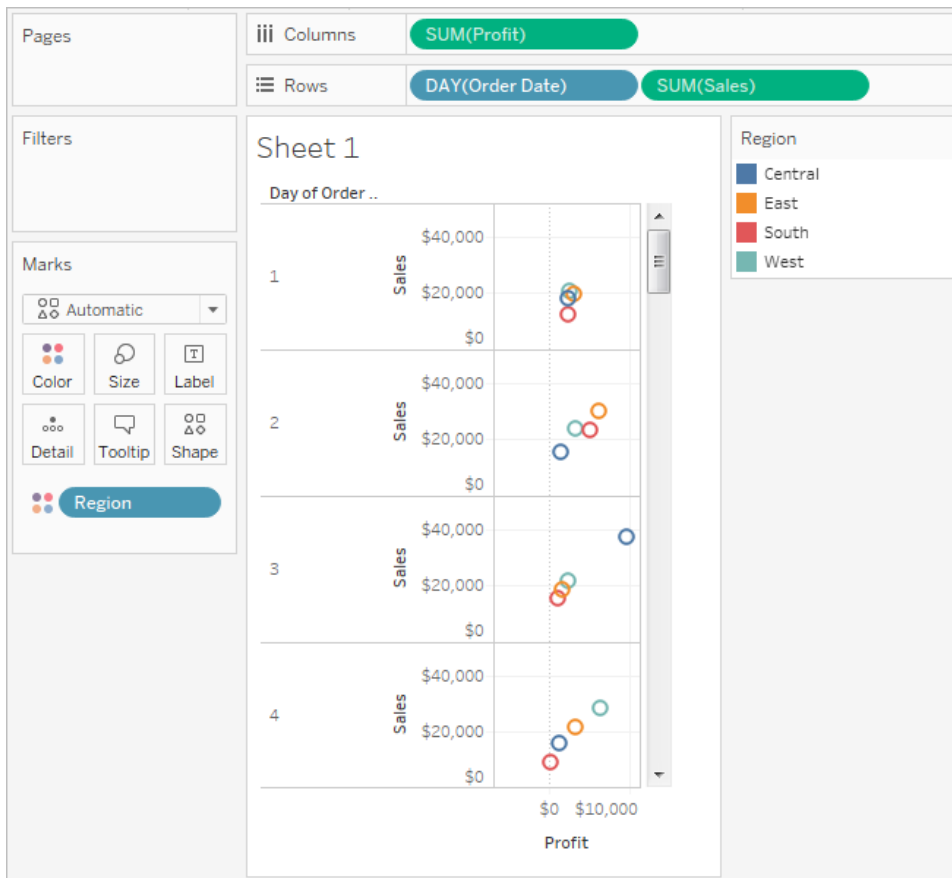 Pages
Columns
SUM(Profit)
Rows
DAY(Order Date)
SUM(Sales)
Filters
Marks
Automatic
Color
Size
Label
Detail
Tooltip
Shape
Region
Sheet 1
Day of Order ..
1
Sales
$40,000
$20,000
$0
2
Sales
$40,000
$20,000
$0
3
Sales
$40,000
$20,000
$0
4
Sales
$40,000
$20,000
$0
$0 $10,000
Profit
Region
Central
East
South
West